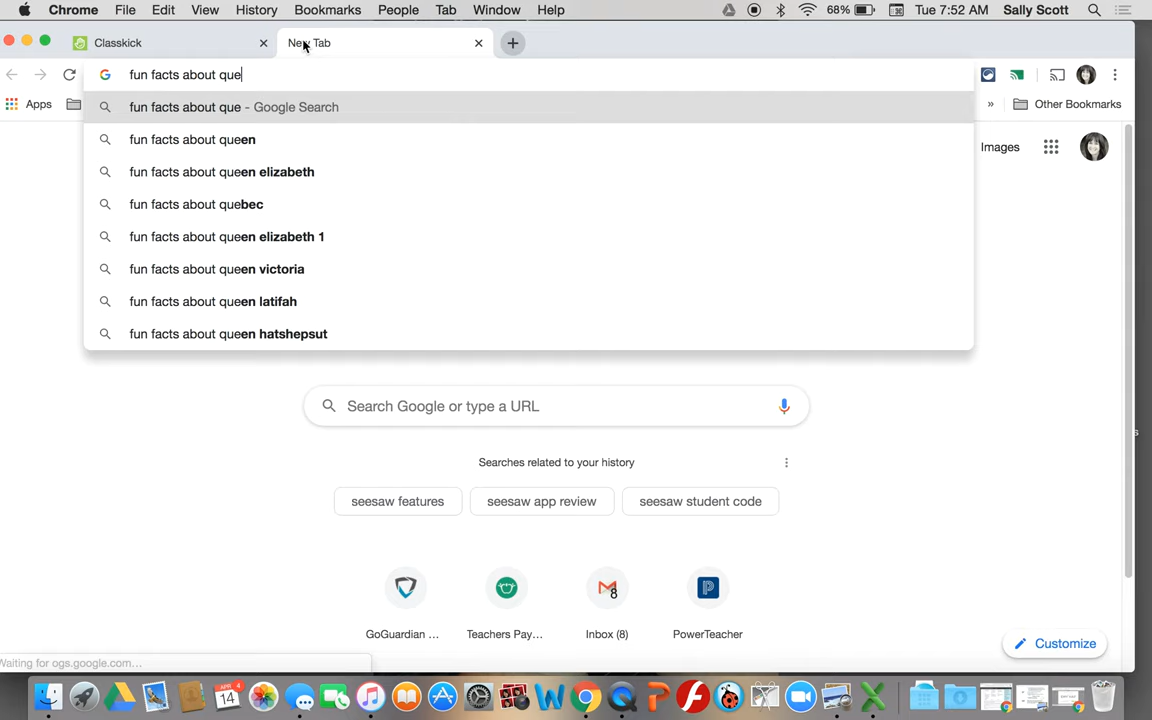 Chrome File Edit View History Bookmarks People Tab Window Help 68% Tue 7:52 AM Sally Scott
Classkick New Tab
fun facts about que
Apps » Other Bookmarks
fun facts about que - Google Search
fun facts about queen
fun facts about queen elizabeth
fun facts about quebec
fun facts about queen elizabeth 1
fun facts about queen victoria
fun facts about queen latifah
fun facts about queen hatshepsut
Images
Search Google or type a URL
Searches related to your history
seesaw features seesaw app review seesaw student code
8
GoGuardian ... Teachers Pay... Inbox (8) PowerTeacher
Customize
Waiting for ogs.google.com...
APR 14 4